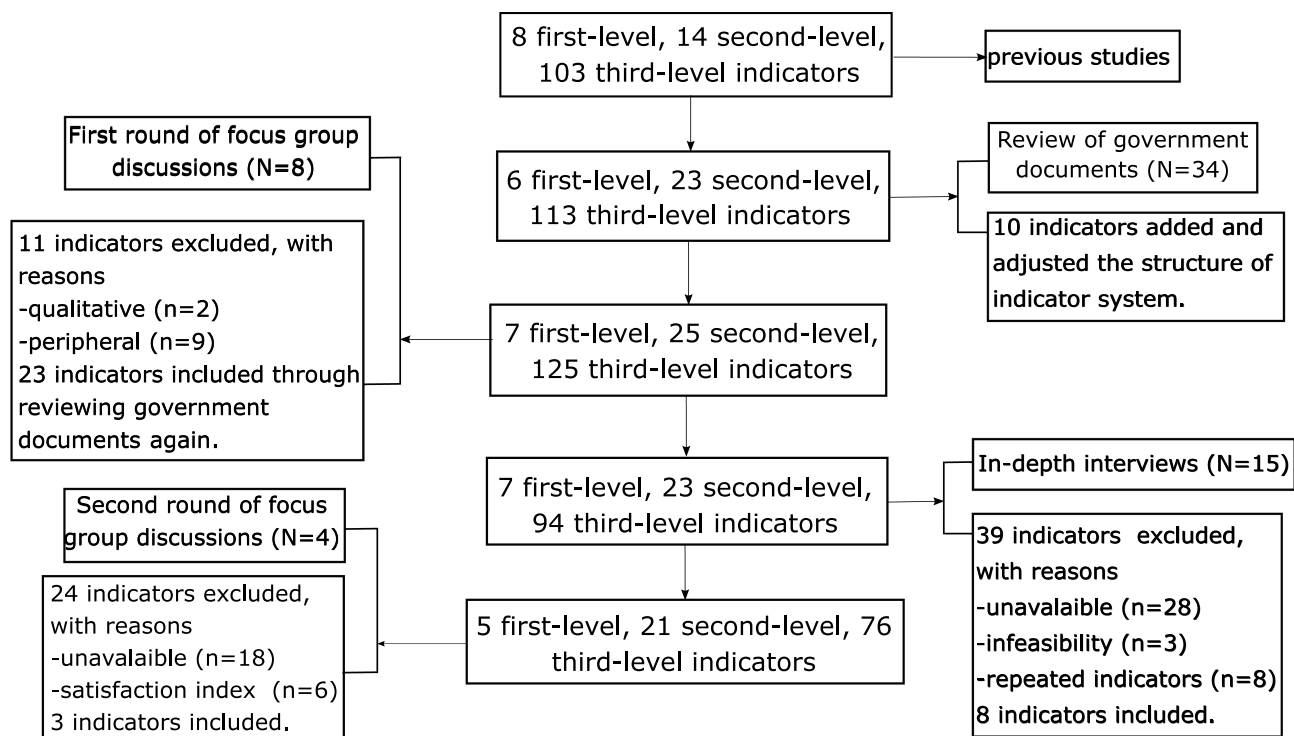 8 first-level, 14 second-level,
103 third-level indicators
previous studies
First round of focus group
discussions (N=8)
6 first-level, 23 second-level,
113 third-level indicators
Review of government
documents (N=34)
10 indicators added and
adjusted the structure of
indicator system.
11 indicators excluded, with
reasons
-qualitative (n=2)
-peripheral (n=9)
23 indicators included through
reviewing government
documents again.
7 first-level, 25 second-level,
125 third-level indicators
7 first-level, 23 second-level,
94 third-level indicators
In-depth interviews (N=15)
39 indicators excluded,
with reasons
-unavalaible (n=28)
-infeasibility (n=3)
-repeated indicators (n=8)
8 indicators included.
Second round of focus
group discussions (N=4)
24 indicators excluded,
with reasons
-unavalaible (n=18)
-satisfaction index (n=6)
3 indicators included.
5 first-level, 21 second-level, 76
third-level indicators